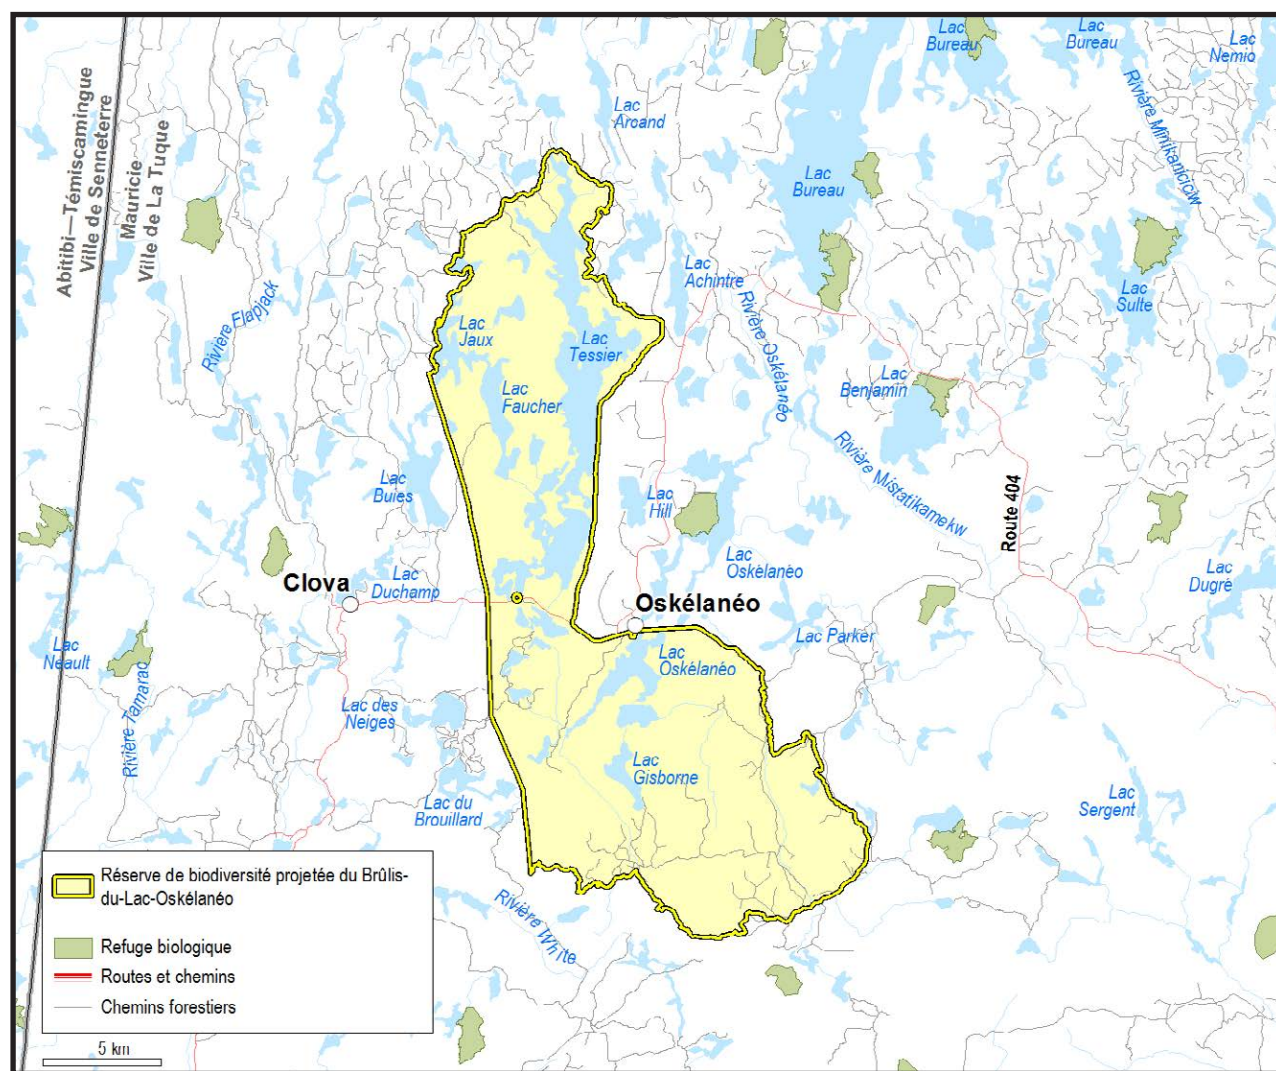 Lac
Bureau
Lac
Bureau
Lac
Nemio
Abitibi—Témiscamingue
Ville de Senneterre
Mauricie
Ville de La Tuque
Lac
Arcand
Rivière Minikanicicw
Lac
Bureau
Lac
Achintre
Lac
Sulte
Rivière Flapjack
Lac
Jaux
Lac
Tessier
Rivière Oskélanéo
Lac
Faucher
Lac
Benjamin
Rivière Mistatikamekw
Lac
Buies
Lac
Hill
Route 404
Lac
Oskélanéo
Lac
Dugré
Clova
Lac
Duchamp
Oskélanéo
Lac Parker
Lac
Néault
Rivière Tamarac
Lac
Oskélanéo
Lac des
Neiges
Lac
Gisborne
Lac du
Brouillard
Lac
Sergent
Rivière White
Réserve de biodiversité projetée du Brûlis-
du-Lac-Oskélanéo
Refuge biologique
Routes et chemins
Chemins forestiers
5 km